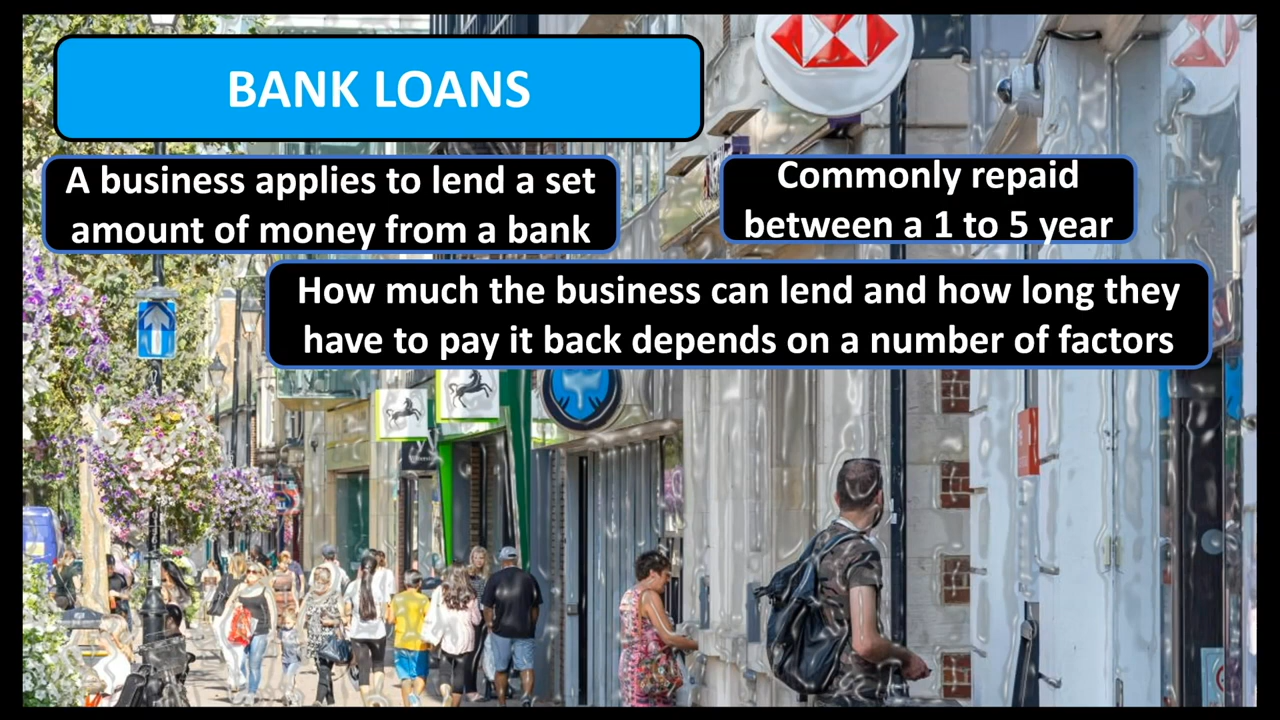 BANK LOANS
A business applies to lend a set
amount of money from a bank
Commonly repaid
between a 1 to 5 year
How much the business can lend and how long they
have to pay it back depends on a number of factors